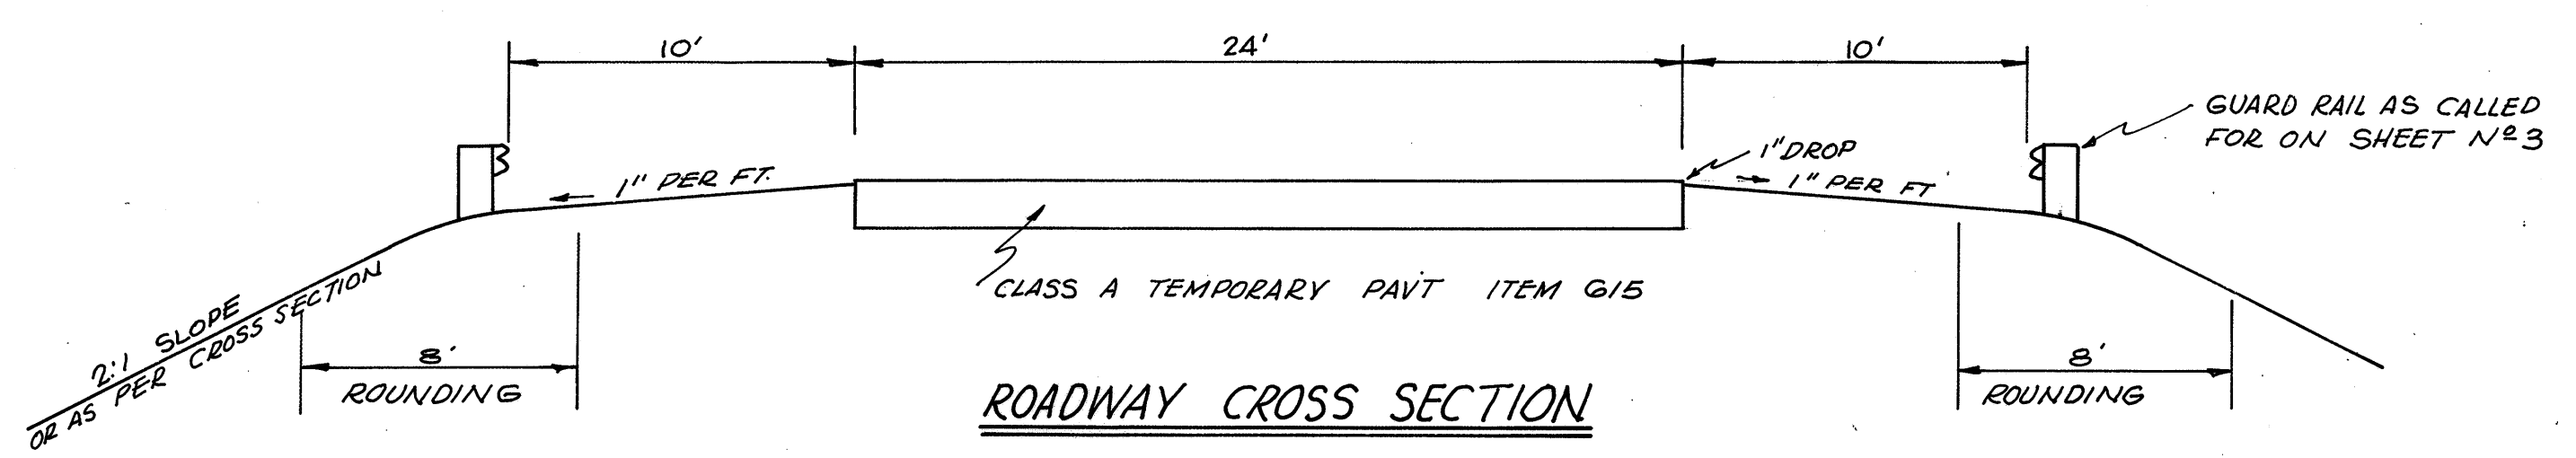 10'
24'
10'
GUARD RAIL AS CALLED
FOR ON SHEET Nº 3
1" DROP
1" PER FT.
1" PER FT
CLASS A TEMPORARY PAV'T ITEM 615
2:1 SLOPE
OR AS PER CROSS SECTION
8'
ROUNDING
8'
ROUNDING
ROADWAY CROSS SECTION